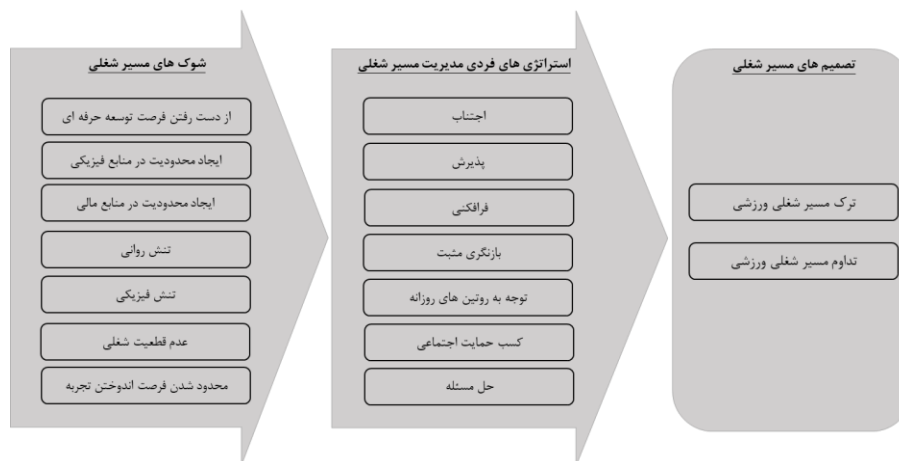 شوک های مسیر شغلی
از دست رفتن فرصت توسعه حرفه ای
ایجاد محدودیت در منابع فیزیکی
ایجاد محدودیت در منابع مالی
تنش روانی
تنش فیزیکی
عدم قطعیت شغلی
محدود شدن فرصت اندوختن تجربه
استراتژی های فردی مدیریت مسیر شغلی
اجتناب
پذیرش
فرافکنی
بازنگری مثبت
توجه به روتین های روزانه
کسب حمایت اجتماعی
حل مسئله
تصمیم های مسیر شغلی
ترک مسیر شغلی ورزشی
تداوم مسیر شغلی ورزشی